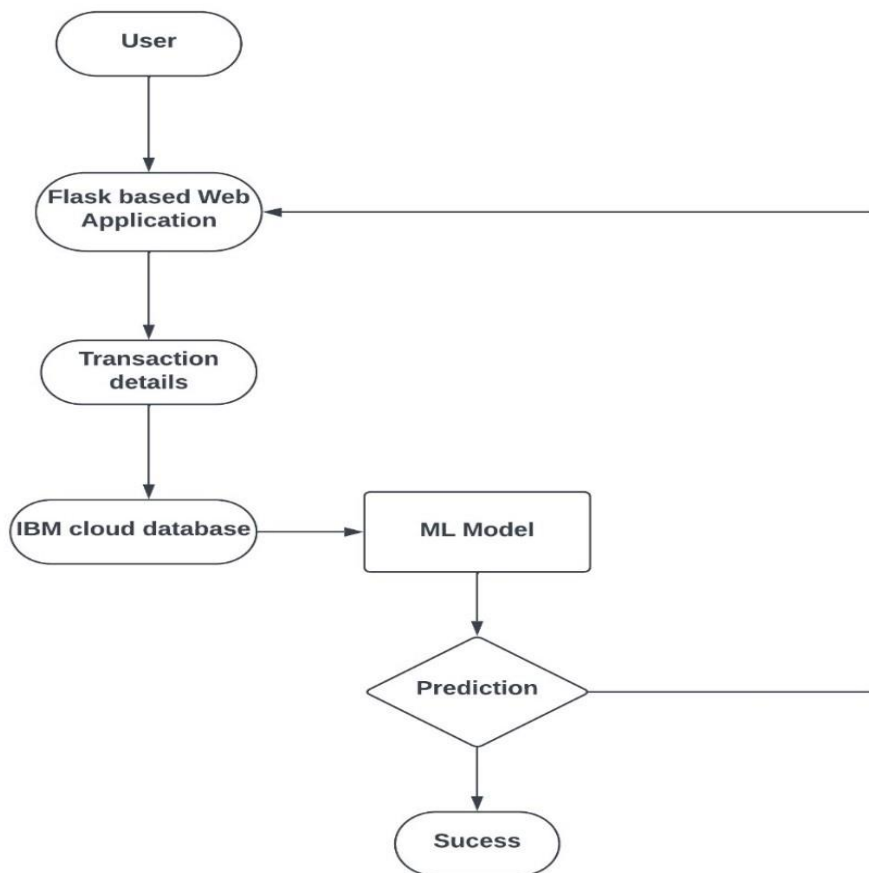 User
Flask based Web
Application
Transaction
details
IBM cloud database
ML Model
Prediction
Sucess